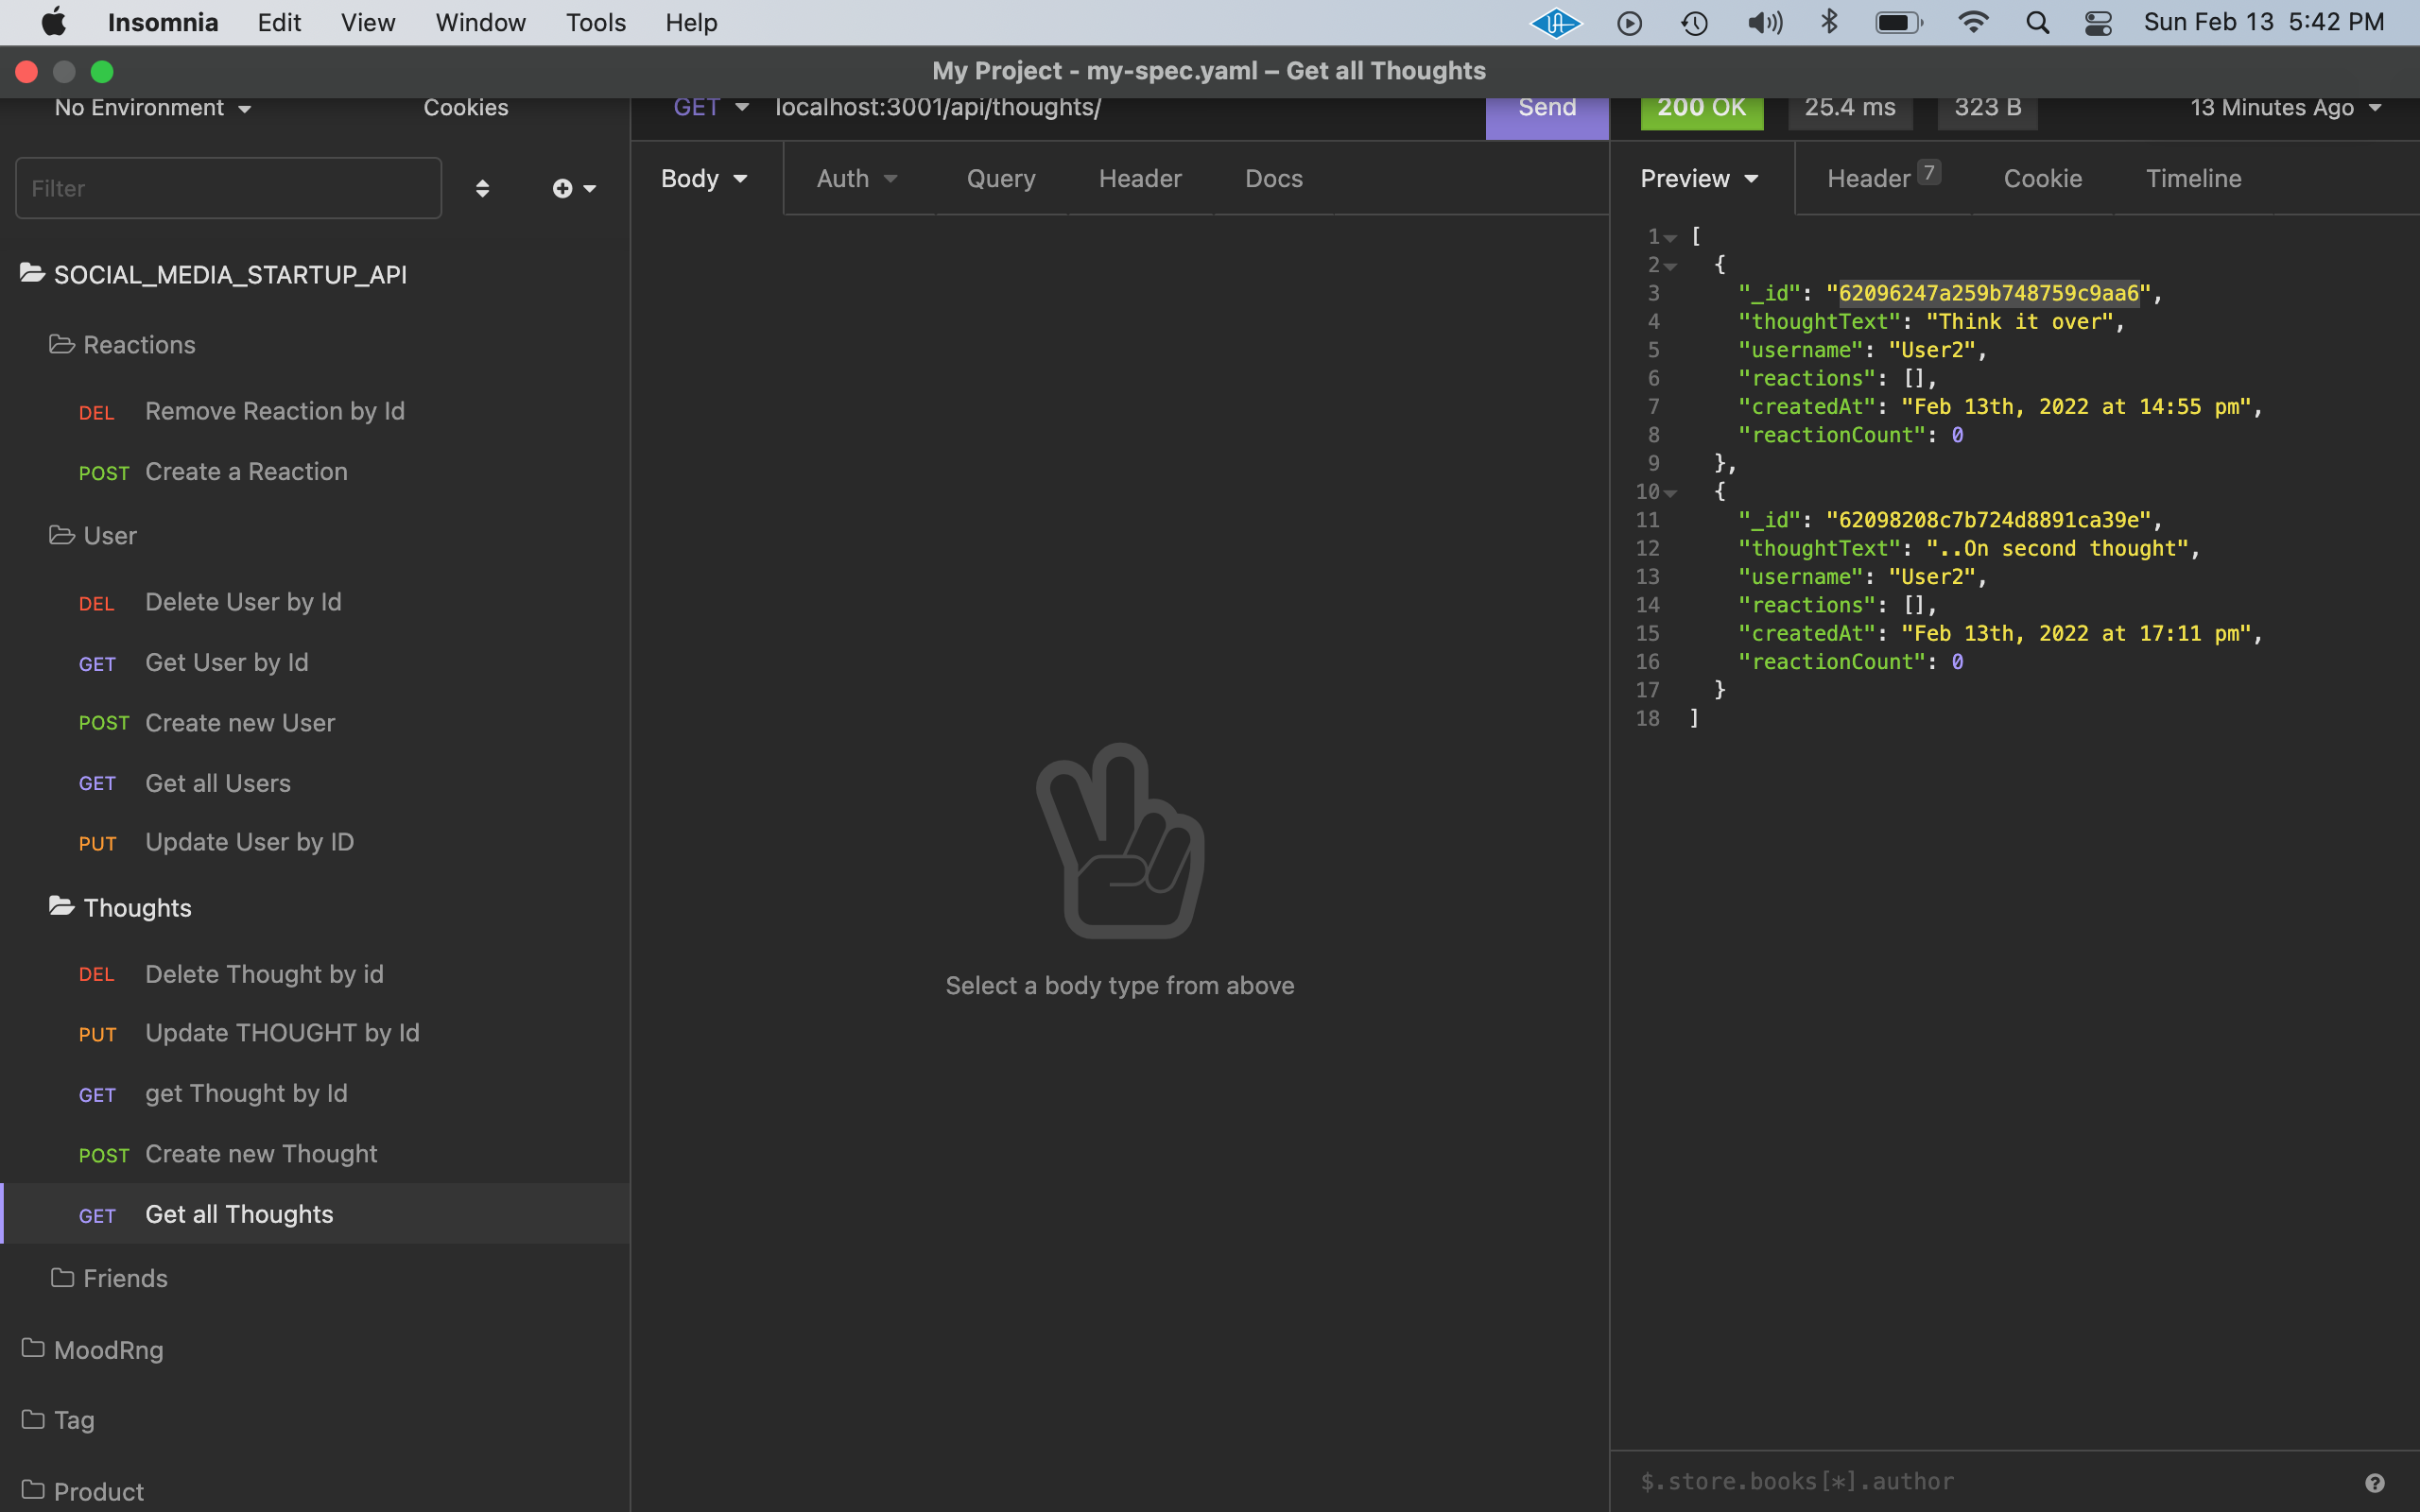 Insomnia Edit View Window Tools Help Sun Feb 13 5:42 PM
My Project - my-spec.yaml – Get all Thoughts
No Environment Cookies
GET localhost:3001/api/thoughts/ Send
200 OK 25.4 ms 323 B 13 Minutes Ago
Filter
Body Auth Query Header Docs
Preview Header 7 Cookie Timeline
SOCIAL_MEDIA_STARTUP_API
Reactions
DEL Remove Reaction by Id
POST Create a Reaction
User
DEL Delete User by Id
GET Get User by Id
POST Create new User
GET Get all Users
PUT Update User by ID
Thoughts
DEL Delete Thought by id
PUT Update THOUGHT by Id
GET get Thought by Id
POST Create new Thought
GET Get all Thoughts
Friends
MoodRng
Tag
Product
Select a body type from above
1 [
2 {
3 "_id": "62096247a259b748759c9aa6",
4 "thoughtText": "Think it over",
5 "username": "User2",
6 "reactions": [],
7 "createdAt": "Feb 13th, 2022 at 14:55 pm",
8 "reactionCount": 0
9 },
10 {
11 "_id": "62098208c7b724d8891ca39e",
12 "thoughtText": "..On second thought",
13 "username": "User2",
14 "reactions": [],
15 "createdAt": "Feb 13th, 2022 at 17:11 pm",
16 "reactionCount": 0
17 }
18 ]
$.store.books[*].author